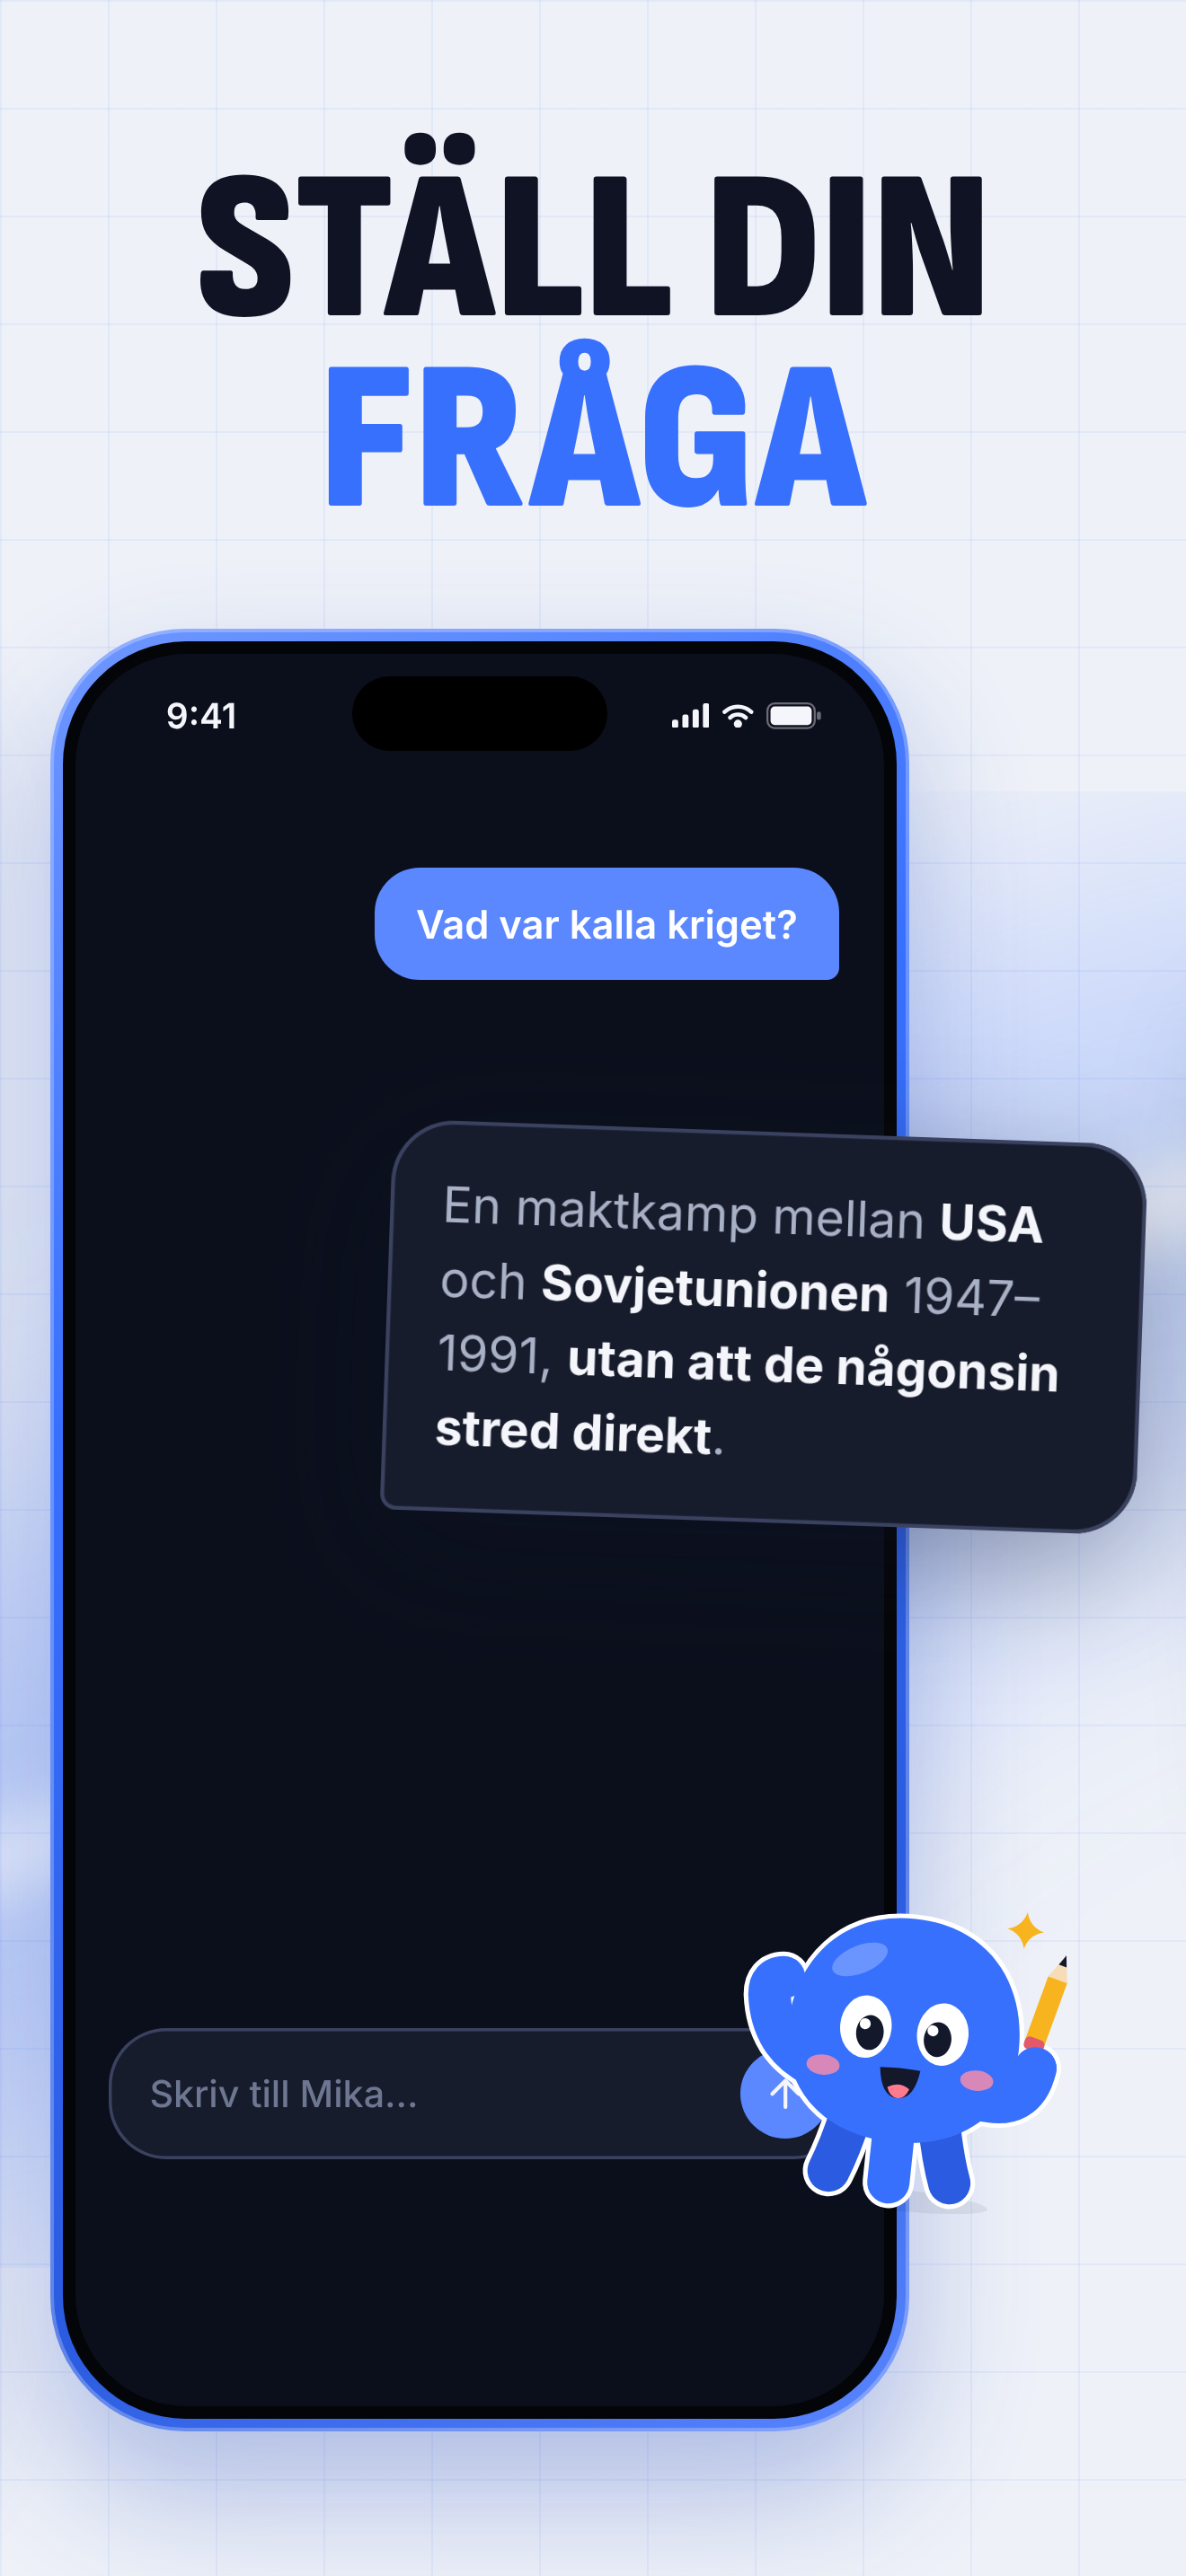 STÄLL DIN
FRÅGA
9:41
Vad var kalla kriget?
En maktkamp mellan USA
och Sovjetunionen 1947–
1991, utan att de någonsin
stred direkt.
Skriv till Mika...